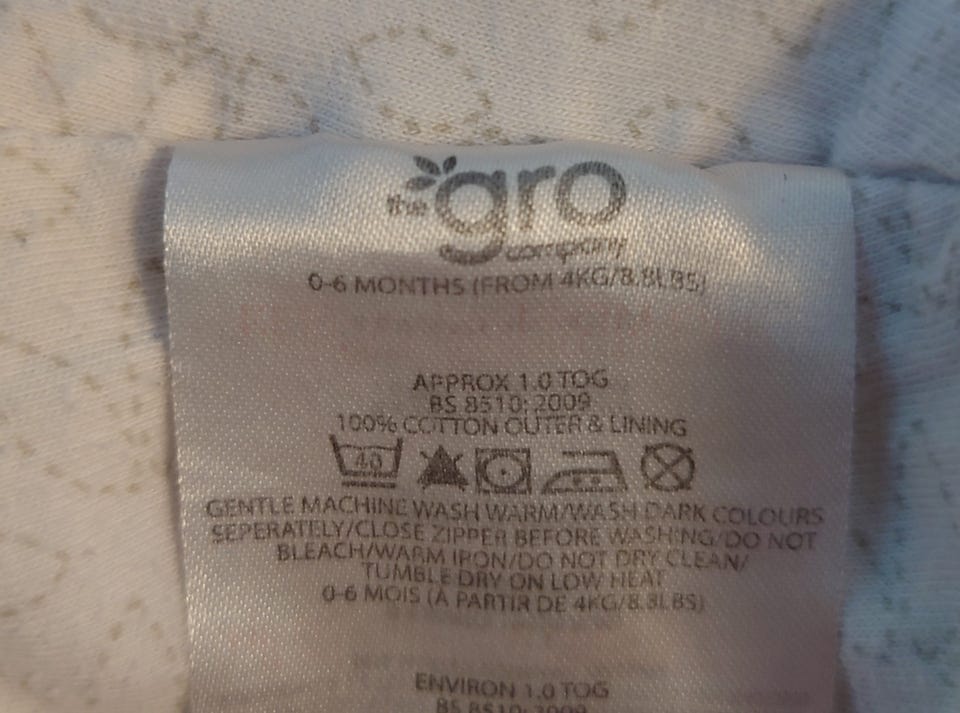 the gro
company
0-6 MONTHS (FROM 4KG/8.8LBS)
APPROX 1.0 TOG
BS 8510:2009
100% COTTON OUTER & LINING
40
GENTLE MACHINE WASH WARM/WASH DARK COLOURS
SEPERATELY/CLOSE ZIPPER BEFORE WASHING/DO NOT
BLEACH/WARM IRON/DO NOT DRY CLEAN/
TUMBLE DRY ON LOW HEAT
0-6 MOIS (À PARTIR DE 4KG/8.8LBS)
ENVIRON 1.0 TOG
BS 8510:2009